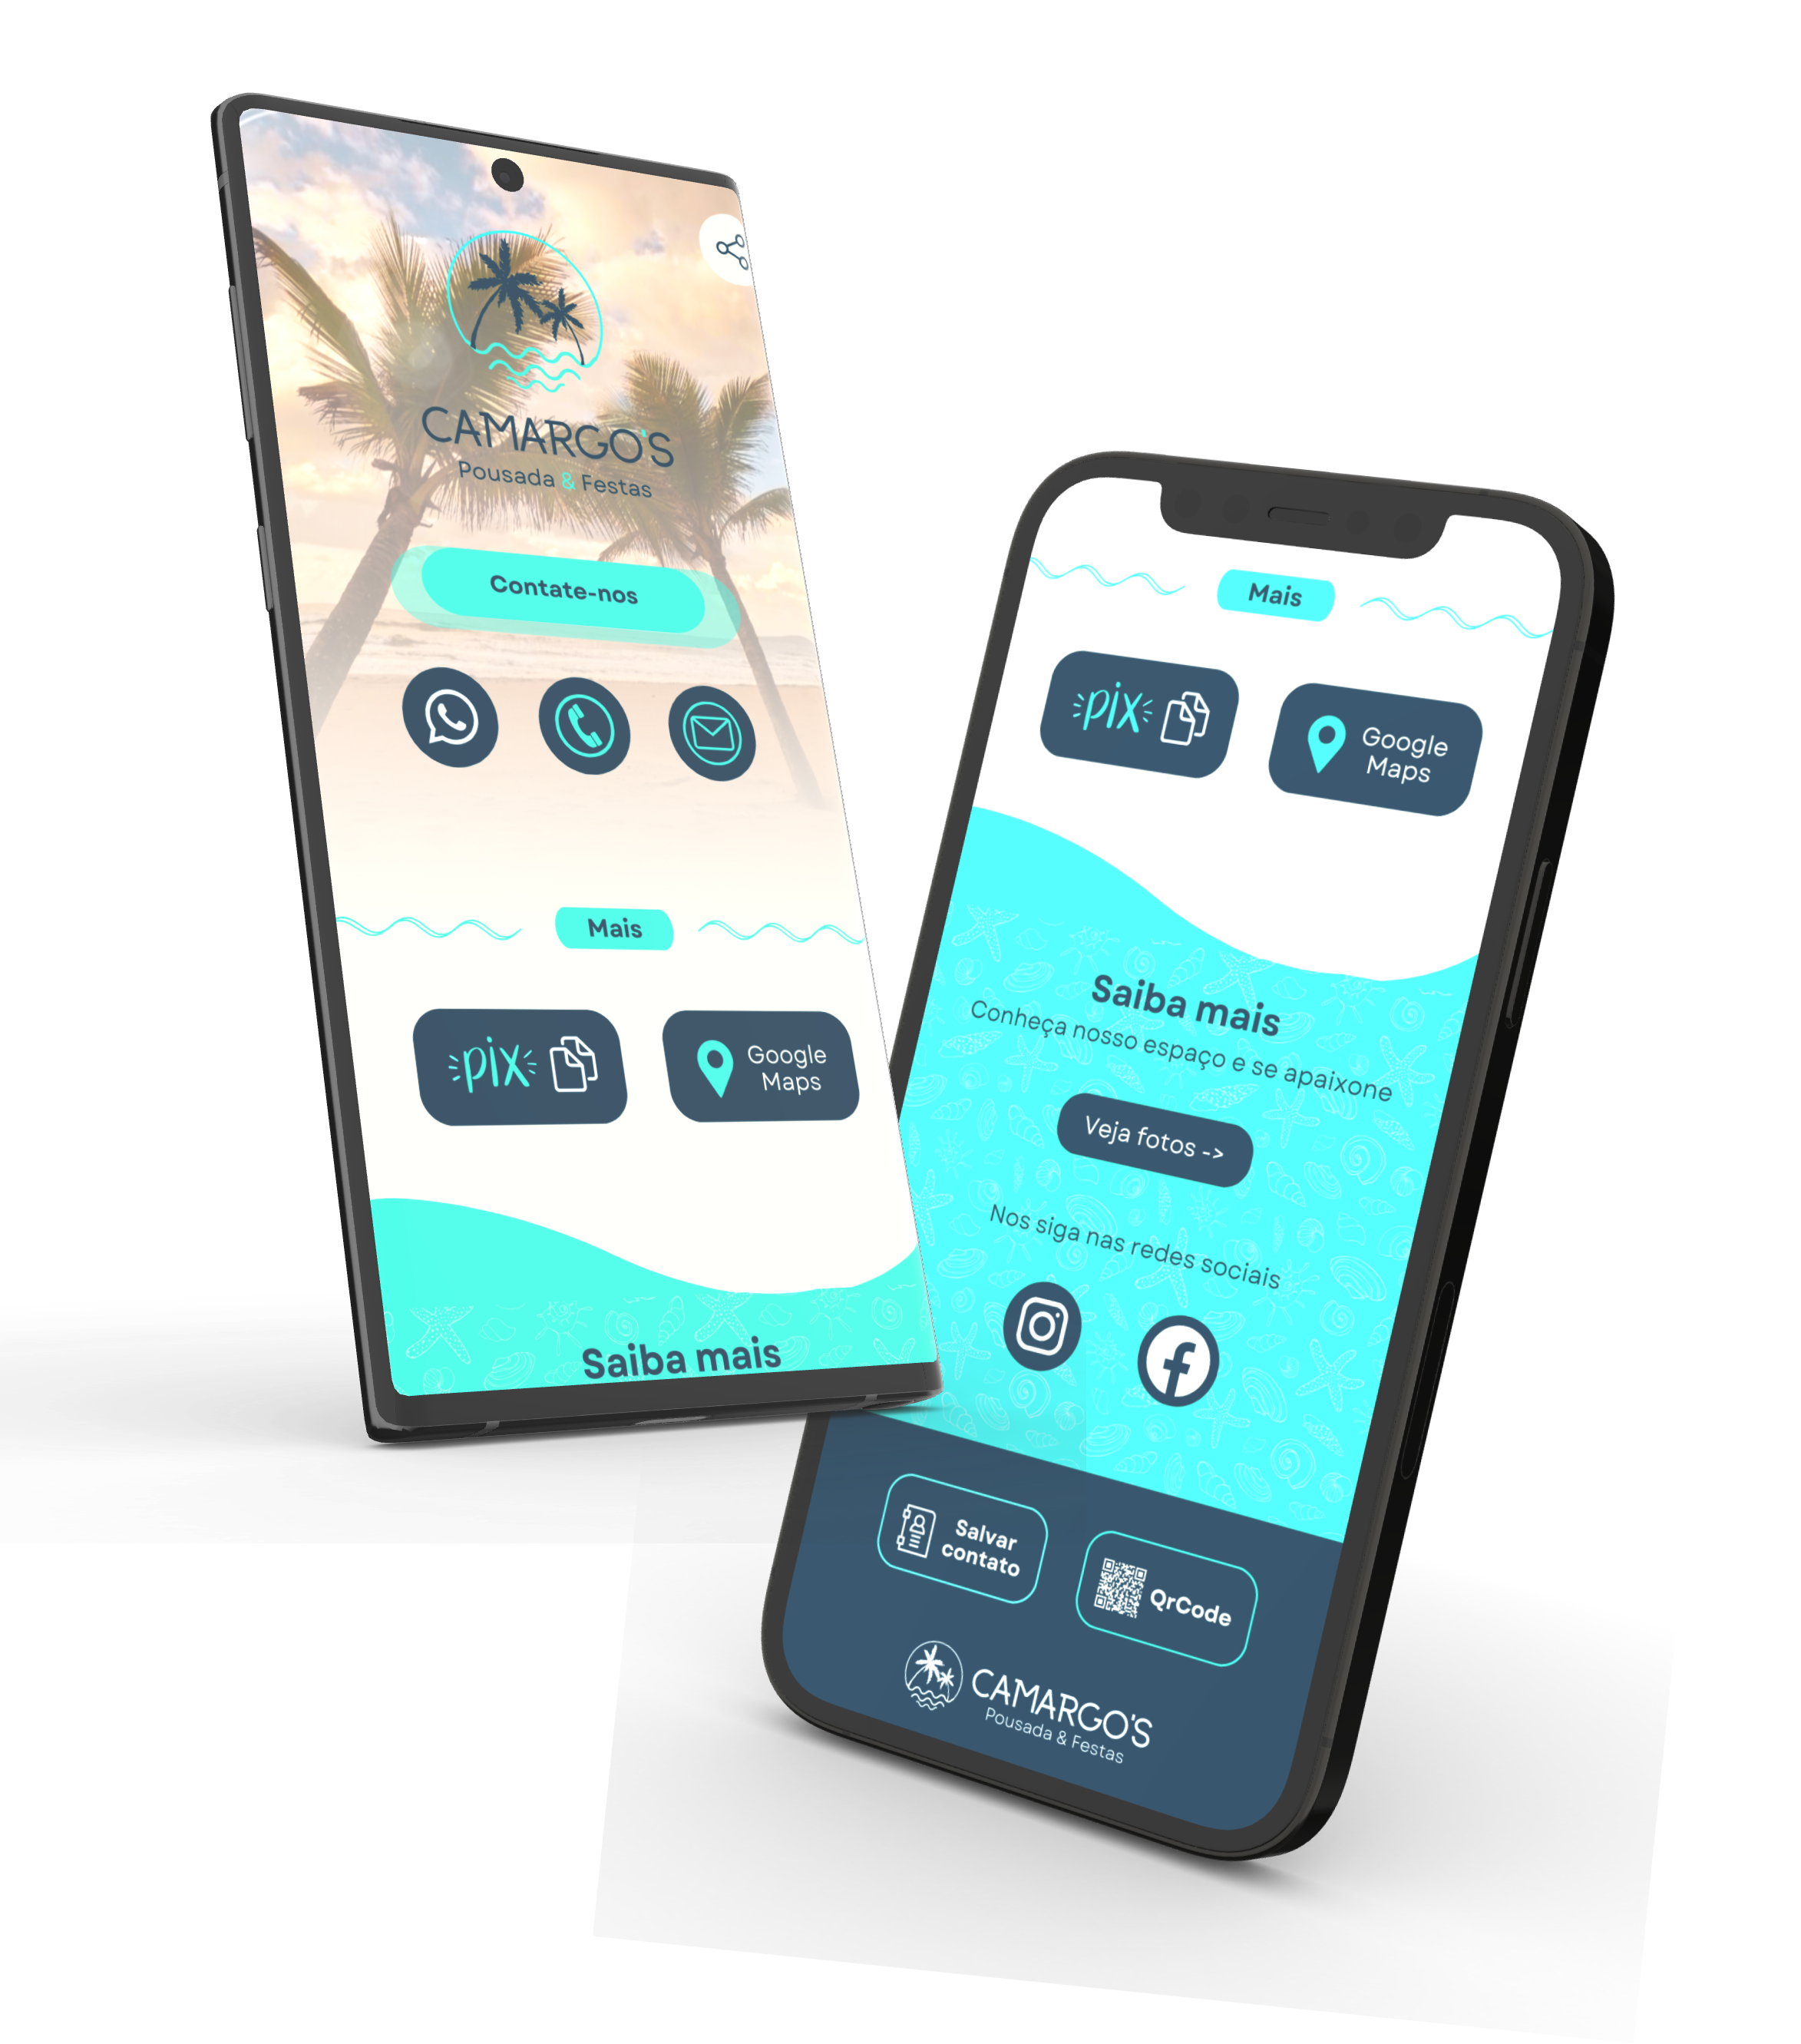 CAMARGO'S
Pousada & Festas
Contate-nos
Mais
pix
Google
Maps
Saiba mais
Mais
pix
Google
Maps
Saiba mais
Conheça nosso espaço e se apaixone
Veja fotos ->
Nos siga nas redes sociais
Salvar
contato
QrCode
CAMARGO'S
Pousada & Festas